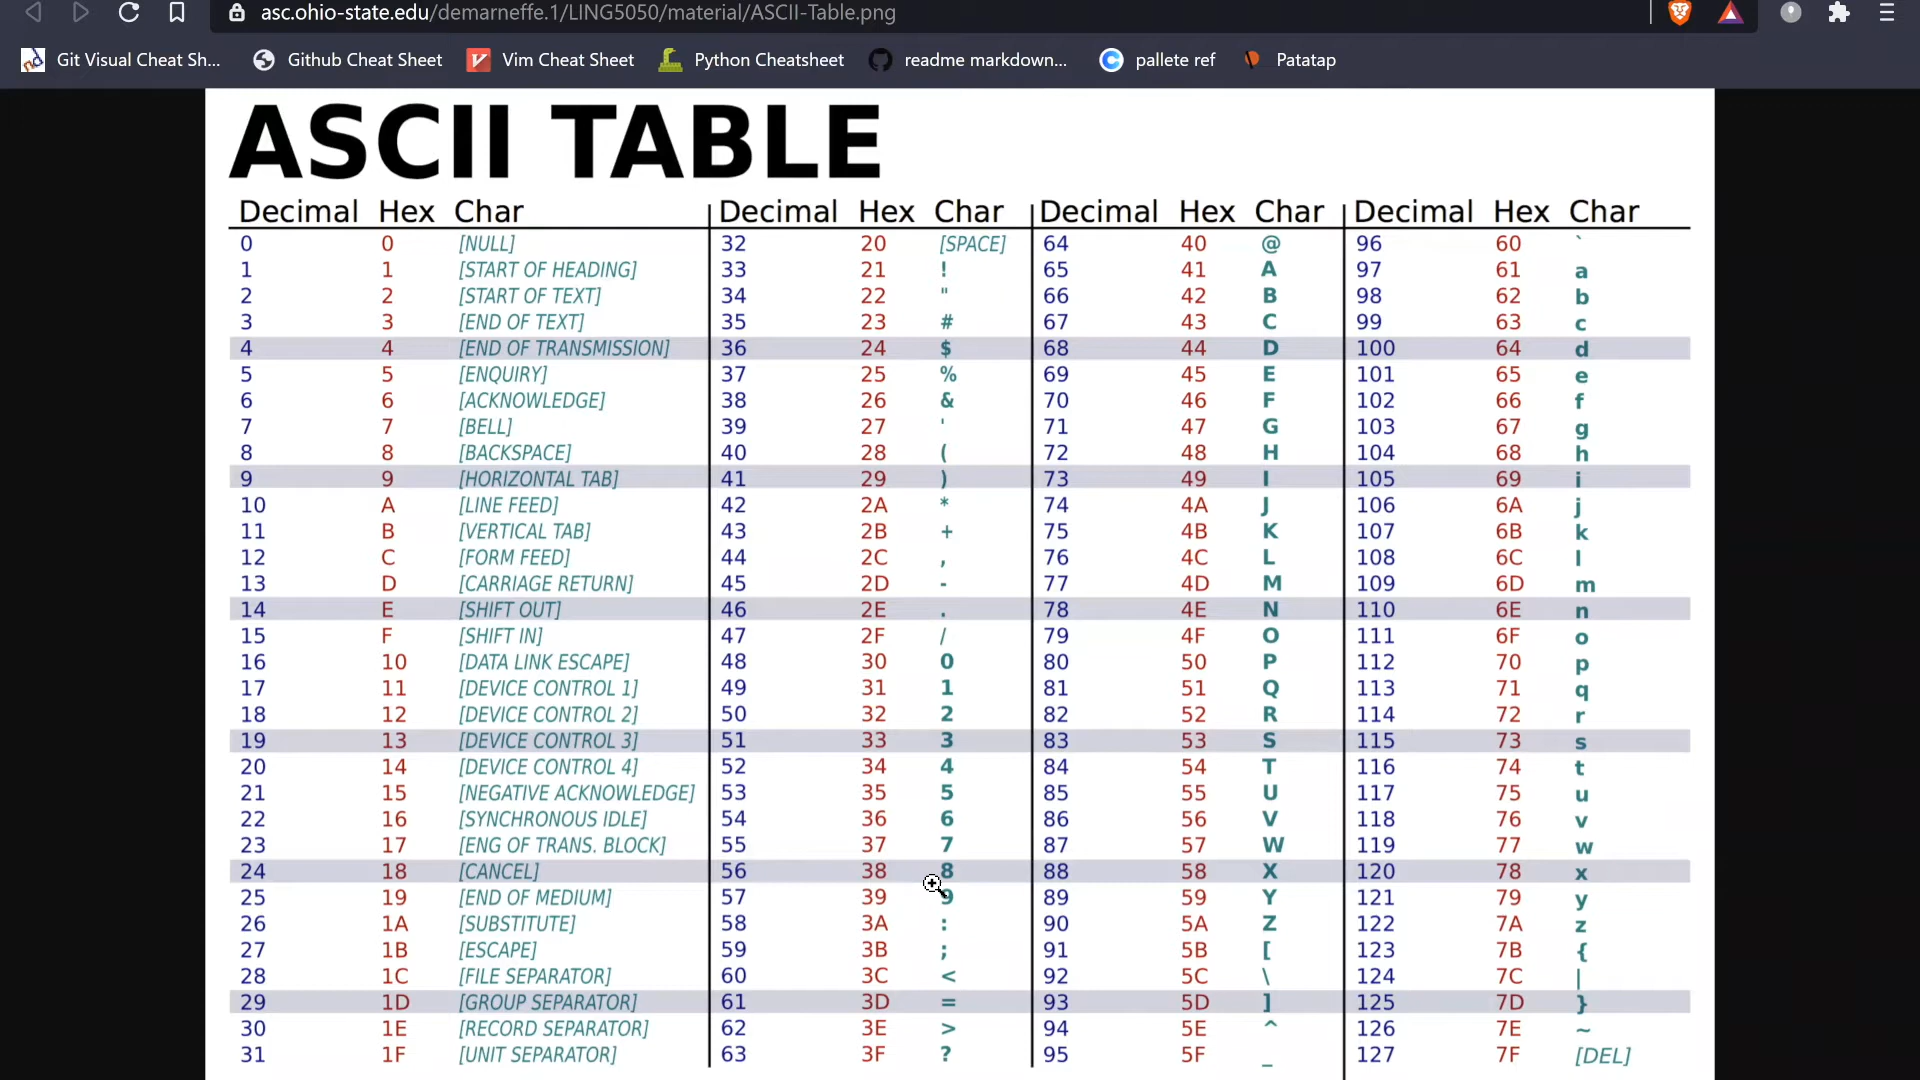 asc.ohio-state.edu/demarneffe.1/LING5050/material/ASCII-Table.png
Git Visual Cheat Sh... Github Cheat Sheet Vim Cheat Sheet Python Cheatsheet readme markdown... pallete ref Patatap
ASCII TABLE
Decimal Hex Char Decimal Hex Char Decimal Hex Char Decimal Hex Char
0 0 [NULL] 32 20 [SPACE] 64 40 @ 96 60 `
1 1 [START OF HEADING] 33 21 ! 65 41 A 97 61 a
2 2 [START OF TEXT] 34 22 " 66 42 B 98 62 b
3 3 [END OF TEXT] 35 23 # 67 43 C 99 63 c
4 4 [END OF TRANSMISSION] 36 24 $ 68 44 D 100 64 d
5 5 [ENQUIRY] 37 25 % 69 45 E 101 65 e
6 6 [ACKNOWLEDGE] 38 26 & 70 46 F 102 66 f
7 7 [BELL] 39 27 ' 71 47 G 103 67 g
8 8 [BACKSPACE] 40 28 ( 72 48 H 104 68 h
9 9 [HORIZONTAL TAB] 41 29 ) 73 49 I 105 69 i
10 A [LINE FEED] 42 2A * 74 4A J 106 6A j
11 B [VERTICAL TAB] 43 2B + 75 4B K 107 6B k
12 C [FORM FEED] 44 2C , 76 4C L 108 6C l
13 D [CARRIAGE RETURN] 45 2D - 77 4D M 109 6D m
14 E [SHIFT OUT] 46 2E . 78 4E N 110 6E n
15 F [SHIFT IN] 47 2F / 79 4F O 111 6F o
16 10 [DATA LINK ESCAPE] 48 30 0 80 50 P 112 70 p
17 11 [DEVICE CONTROL 1] 49 31 1 81 51 Q 113 71 q
18 12 [DEVICE CONTROL 2] 50 32 2 82 52 R 114 72 r
19 13 [DEVICE CONTROL 3] 51 33 3 83 53 S 115 73 s
20 14 [DEVICE CONTROL 4] 52 34 4 84 54 T 116 74 t
21 15 [NEGATIVE ACKNOWLEDGE] 53 35 5 85 55 U 117 75 u
22 16 [SYNCHRONOUS IDLE] 54 36 6 86 56 V 118 76 v
23 17 [ENG OF TRANS. BLOCK] 55 37 7 87 57 W 119 77 w
24 18 [CANCEL] 56 38 8 88 58 X 120 78 x
25 19 [END OF MEDIUM] 57 39 9 89 59 Y 121 79 y
26 1A [SUBSTITUTE] 58 3A : 90 5A Z 122 7A z
27 1B [ESCAPE] 59 3B ; 91 5B [ 123 7B {
28 1C [FILE SEPARATOR] 60 3C < 92 5C \ 124 7C |
29 1D [GROUP SEPARATOR] 61 3D = 93 5D ] 125 7D }
30 1E [RECORD SEPARATOR] 62 3E > 94 5E ^ 126 7E ~
31 1F [UNIT SEPARATOR] 63 3F ? 95 5F _ 127 7F [DEL]